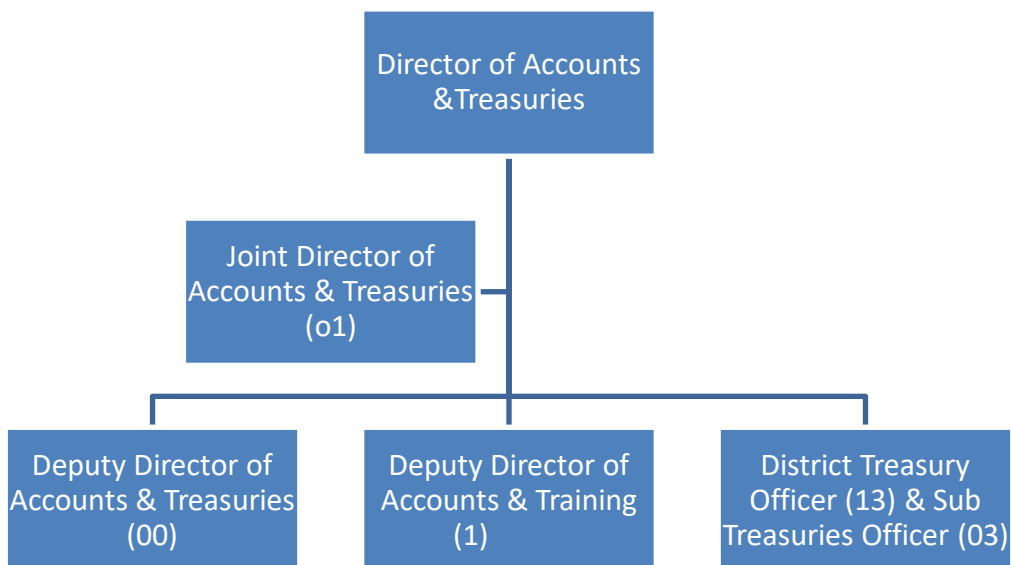 Director of Accounts
&Treasuries
Joint Director of
Accounts & Treasuries
(o1)
Deputy Director of
Accounts & Treasuries
(00)
Deputy Director of
Accounts & Training
(1)
District Treasury
Officer (13) & Sub
Treasuries Officer (03)